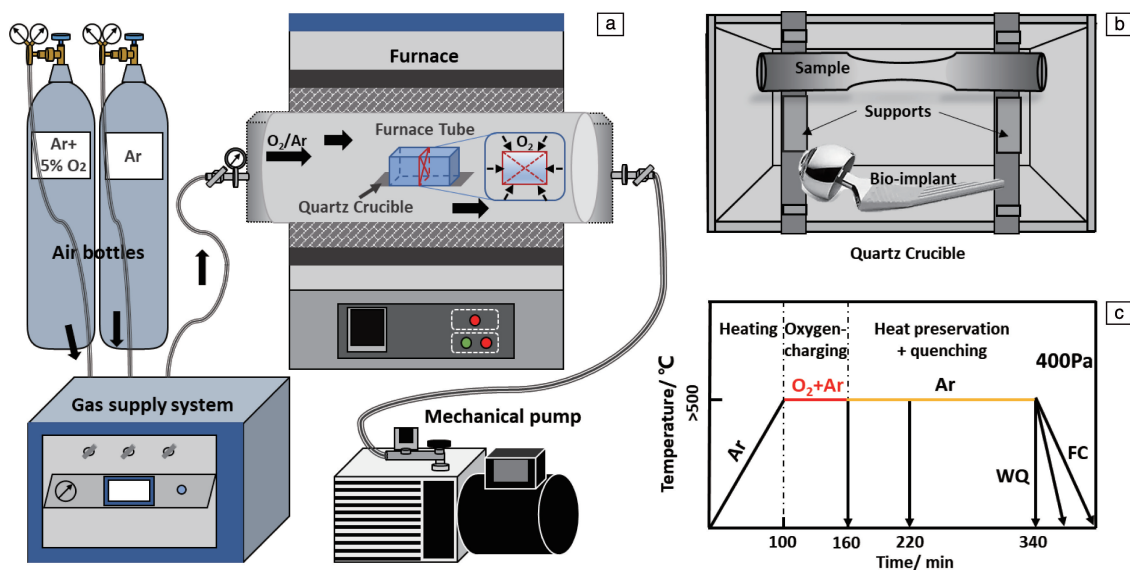 a
Furnace
Ar+
5% O₂
Ar
O₂/Ar
Furnace Tube
O₂
Quartz Crucible
Air bottles
Gas supply system
Mechanical pump
b
Sample
Supports
Bio-implant
Quartz Crucible
c
Heating
Oxygen-
charging
Heat preservation
+ quenching
400Pa
O₂+Ar
Ar
Ar
WQ
FC
Temperature/ ℃
>500
100
160
220
340
Time/ min